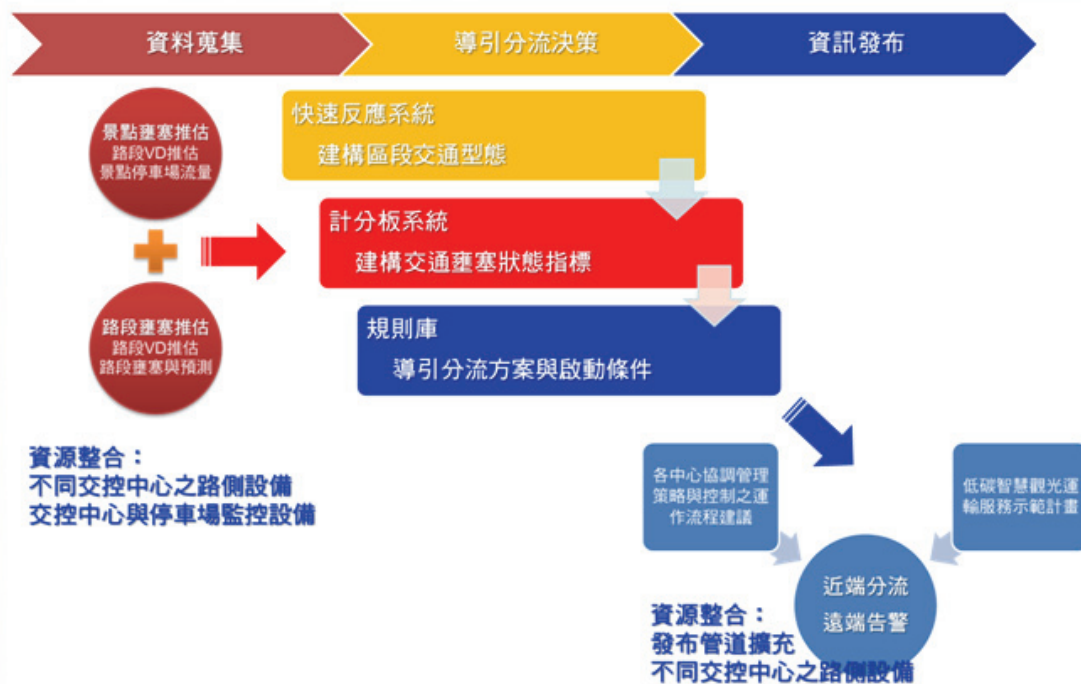 資料蒐集
導引分流決策
資訊發布
景點壅塞推估
路段VD推估
景點停車場流量
路段壅塞推估
路段VD推估
路段壅塞與預測
資源整合：
不同交控中心之路側設備
交控中心與停車場監控設備
快速反應系統
建構區段交通型態
計分板系統
建構交通壅塞狀態指標
規則庫
導引分流方案與啟動條件
各中心協調管理
策略與控制之運
作流程建議
低碳智慧觀光運
輸服務示範計畫
近端分流
遠端告警
資源整合：
發布管道擴充
不同交控中心之路側設備